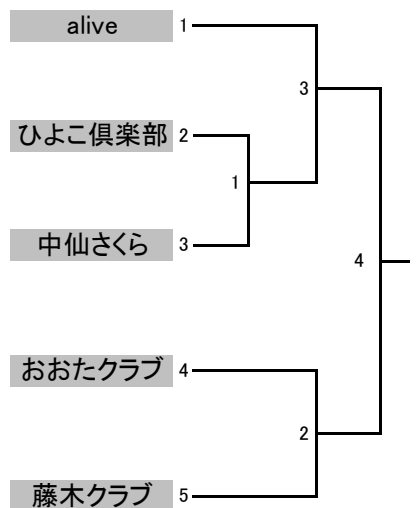 alive 1
3
ひよこ倶楽部 2
1
中仙さくら 3
4
おおたクラブ 4
2
藤木クラブ 5